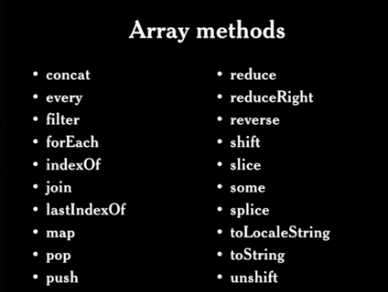 Array methods
• concat
• every
• filter
• forEach
• indexOf
• join
• lastIndexOf
• map
• pop
• push
• reduce
• reduceRight
• reverse
• shift
• slice
• some
• splice
• toLocaleString
• toString
• unshift